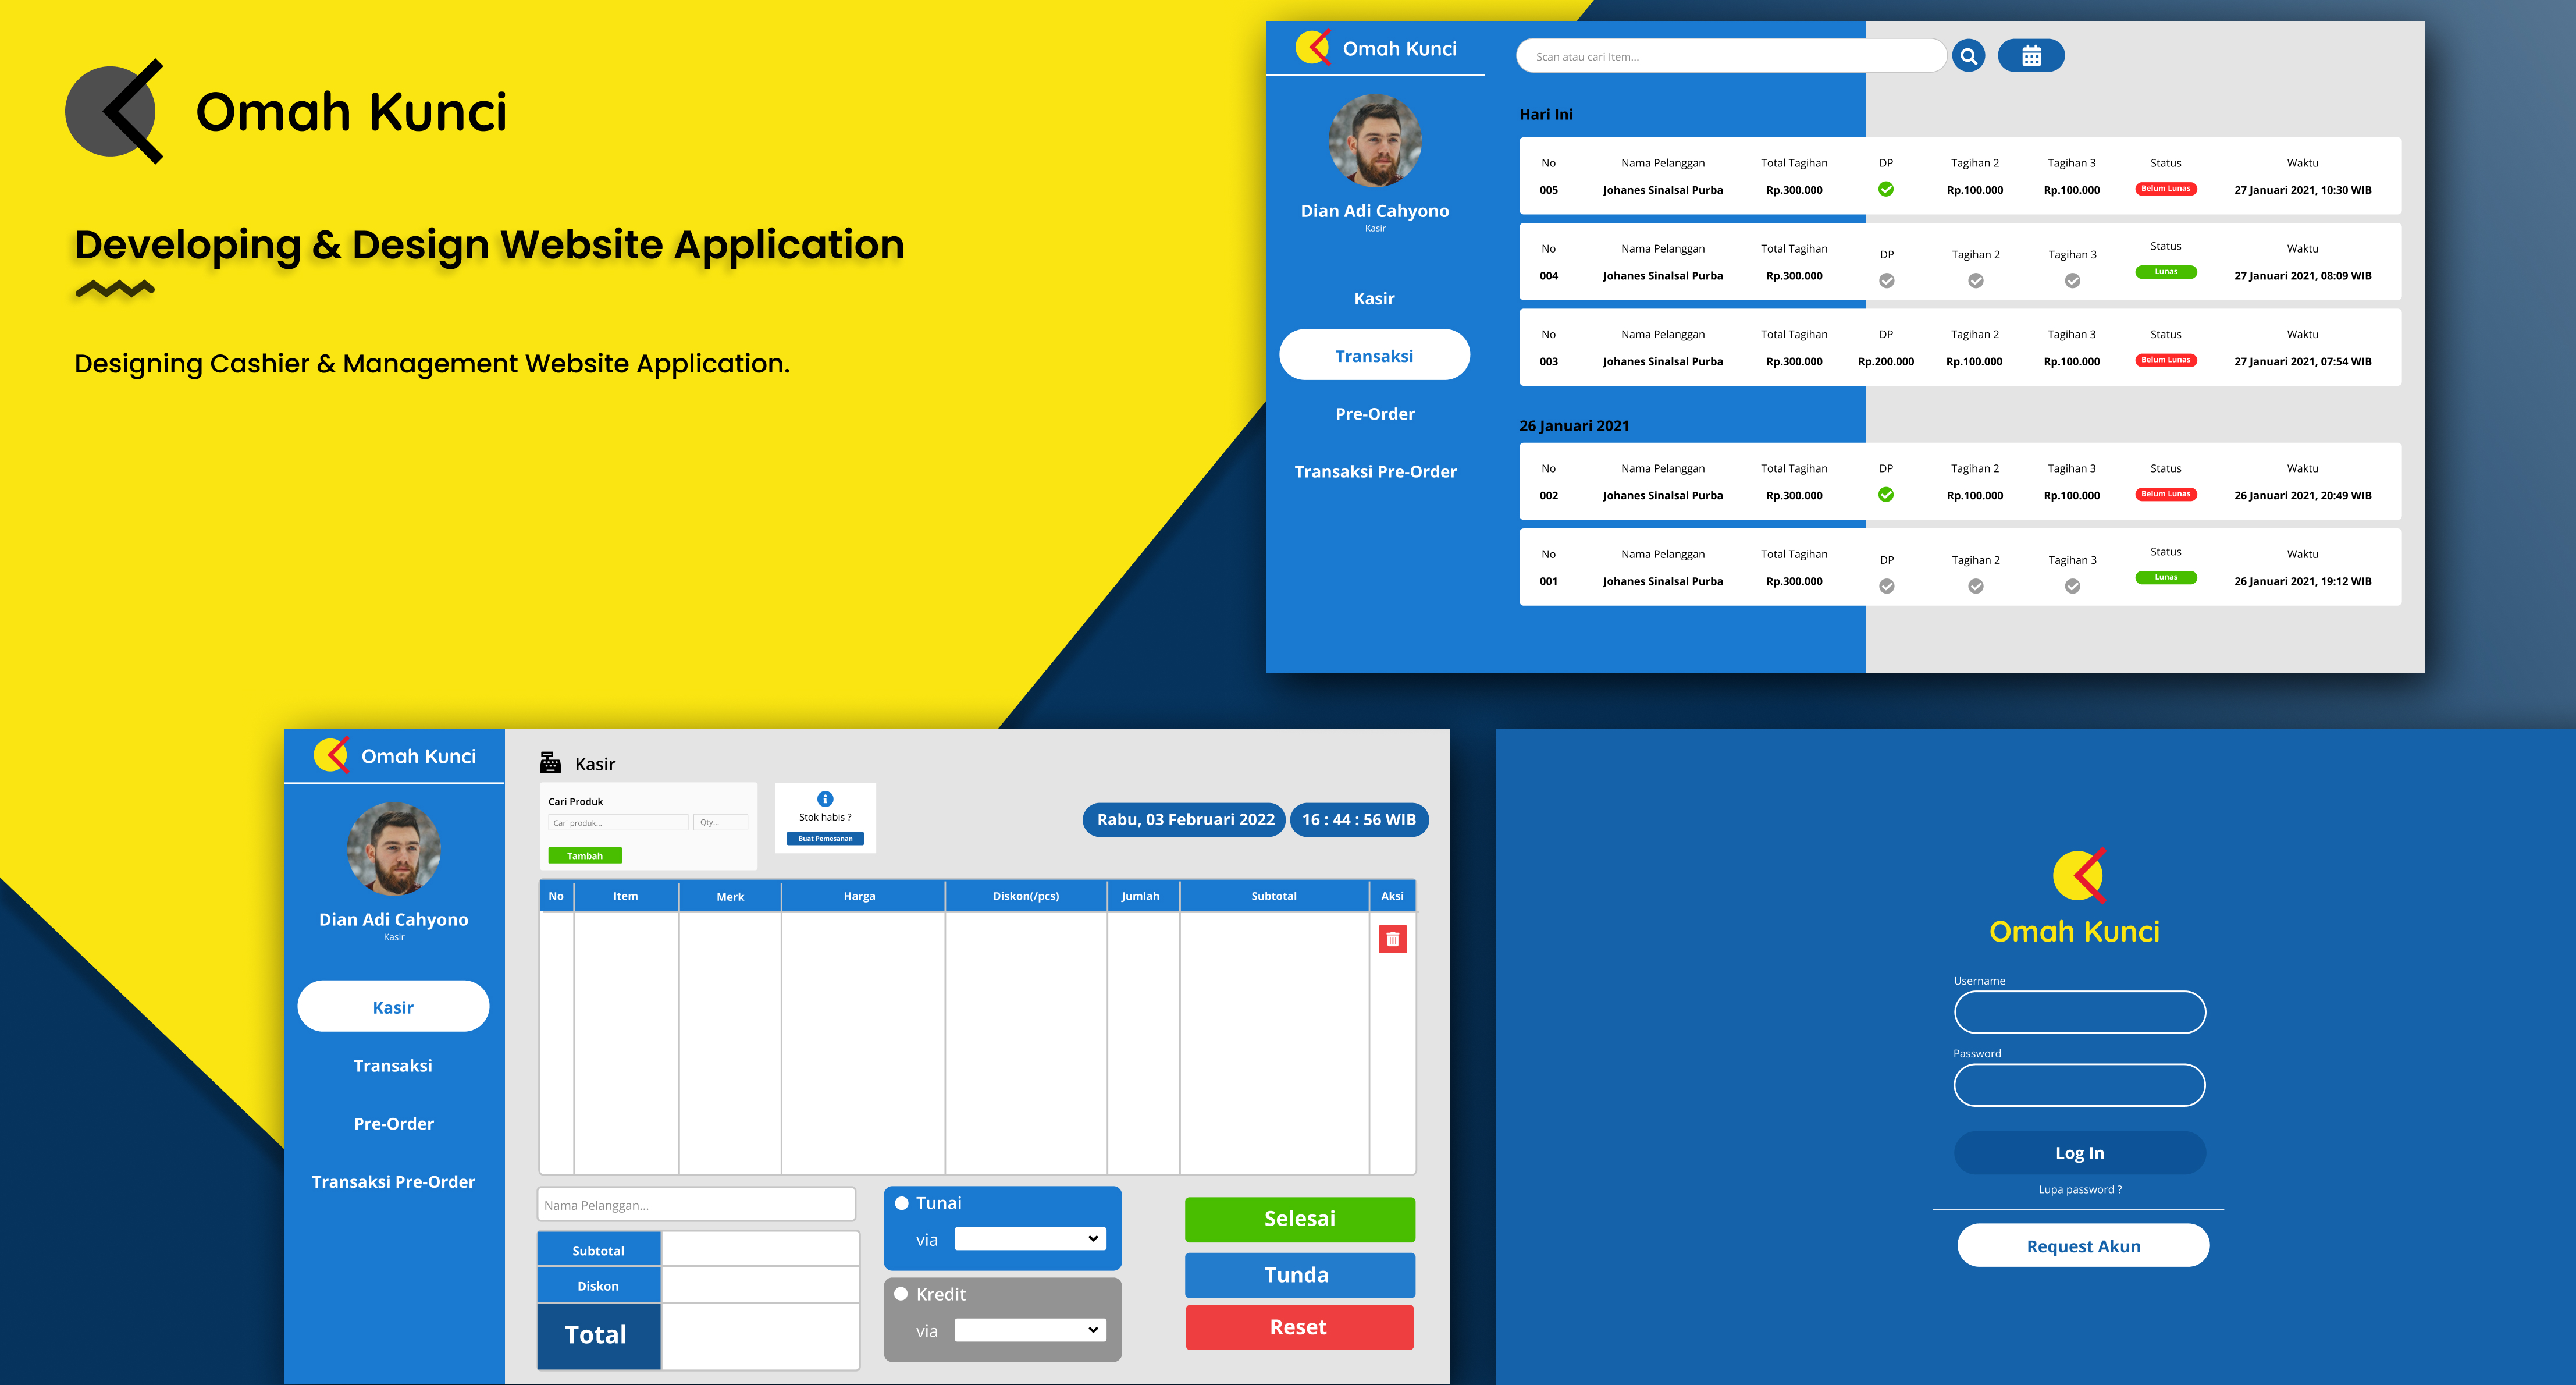 Omah Kunci
Developing & Design Website Application
Designing Cashier & Management Website Application.
Omah Kunci
Dian Adi Cahyono
Kasir
Kasir
Transaksi
Pre-Order
Transaksi Pre-Order
Scan atau cari Item...
Hari Ini
No Nama Pelanggan Total Tagihan DP Tagihan 2 Tagihan 3 Status Waktu
005 Johanes Sinalsal Purba Rp.300.000 Rp.100.000 Rp.100.000 Belum Lunas 27 Januari 2021, 10:30 WIB
No Nama Pelanggan Total Tagihan DP Tagihan 2 Tagihan 3 Status Waktu
004 Johanes Sinalsal Purba Rp.300.000 Lunas 27 Januari 2021, 08:09 WIB
No Nama Pelanggan Total Tagihan DP Tagihan 2 Tagihan 3 Status Waktu
003 Johanes Sinalsal Purba Rp.300.000 Rp.200.000 Rp.100.000 Rp.100.000 Belum Lunas 27 Januari 2021, 07:54 WIB
26 Januari 2021
No Nama Pelanggan Total Tagihan DP Tagihan 2 Tagihan 3 Status Waktu
002 Johanes Sinalsal Purba Rp.300.000 Rp.100.000 Rp.100.000 Belum Lunas 26 Januari 2021, 20:49 WIB
No Nama Pelanggan Total Tagihan DP Tagihan 2 Tagihan 3 Status Waktu
001 Johanes Sinalsal Purba Rp.300.000 Lunas 26 Januari 2021, 19:12 WIB
Omah Kunci
Dian Adi Cahyono
Kasir
Kasir
Transaksi
Pre-Order
Transaksi Pre-Order
Kasir
Cari Produk
Cari produk... Qty...
Tambah
Stok habis ?
Buat Pemesanan
Rabu, 03 Februari 2022 16 : 44 : 56 WIB
No Item Merk Harga Diskon(/pcs) Jumlah Subtotal Aksi
Nama Pelanggan...
Subtotal
Diskon
Total
Tunai
via
Kredit
via
Selesai
Tunda
Reset
Omah Kunci
Username
Password
Log In
Lupa password ?
Request Akun